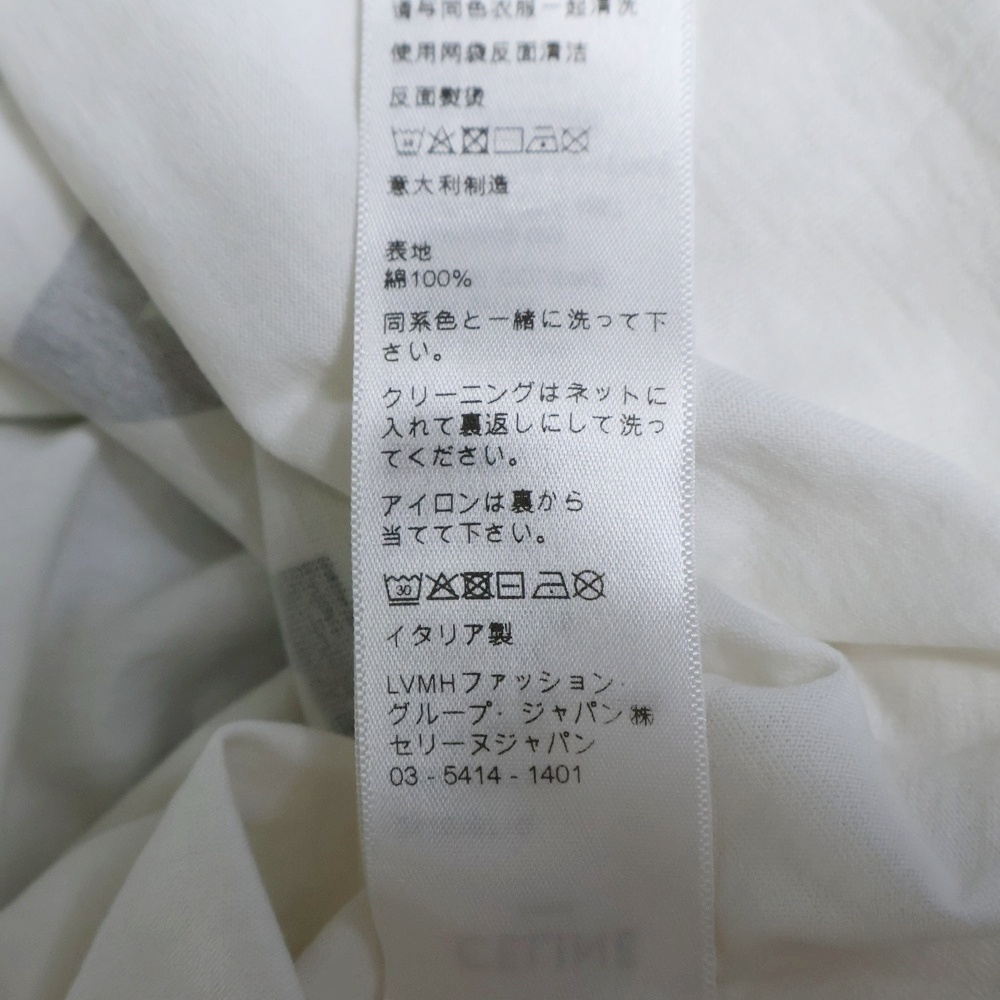 请与同色衣服一起清洗
使用网袋反面清洁
反面熨烫
意大利制造
表地
綿100%
同系色と一緒に洗って下
さい。
クリーニングはネットに
入れて裏返しにして洗っ
てください。
アイロンは裏から
当てて下さい。
30
イタリア製
LVMHファッション·
グループ· ジャパン㈱
セリーヌジャパン
03 - 5414 - 1401